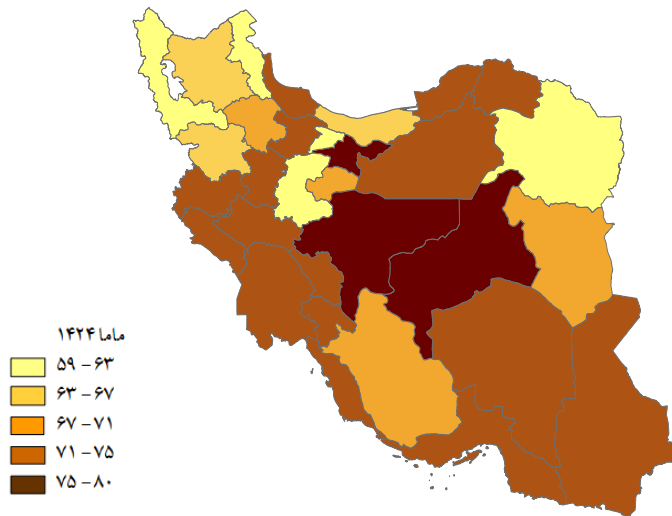 ماما ۱۴۲۴
۵۹ - ۶۳
۶۳ - ۶۷
۶۷ - ۷۱
۷۱ - ۷۵
۷۵ - ۸۰